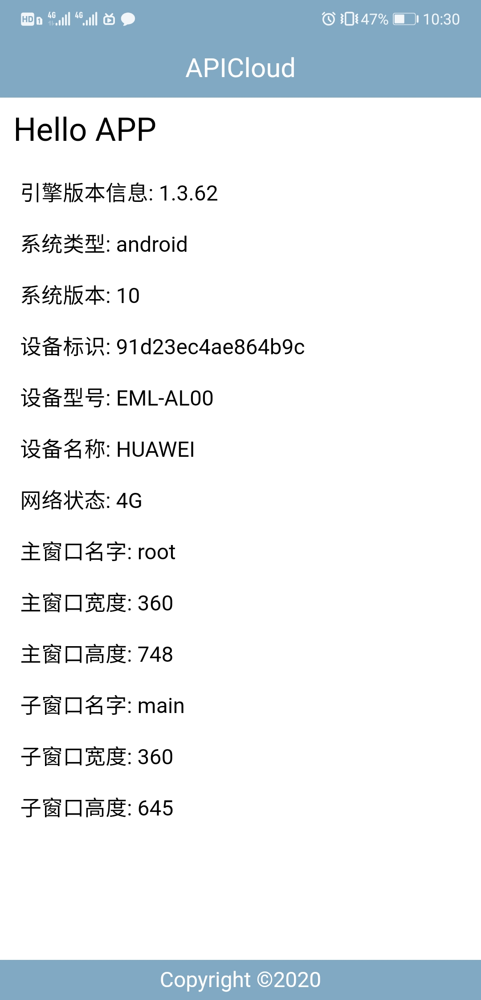 HD 1 4G 4G 47% 10:30
APICloud
Hello APP
引擎版本信息: 1.3.62
系统类型: android
系统版本: 10
设备标识: 91d23ec4ae864b9c
设备型号: EML-AL00
设备名称: HUAWEI
网络状态: 4G
主窗口名字: root
主窗口宽度: 360
主窗口高度: 748
子窗口名字: main
子窗口宽度: 360
子窗口高度: 645
Copyright ©2020